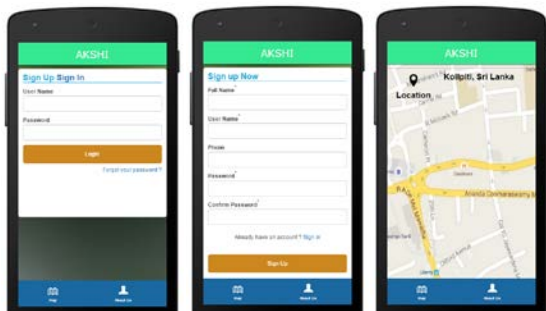 AKSHI
Sign Up Sign In
User Name
Password
Login
Forgot your password ?
Map
About Us
AKSHI
Sign up Now
Full Name*
User Name*
Phone
Password*
Confirm Password*
Already have an account ? Sign in
Sign Up
Map
About Us
AKSHI
Kollpiti, Sri Lanka
Location
Ananda Coomaraswamy M
Map
About Us